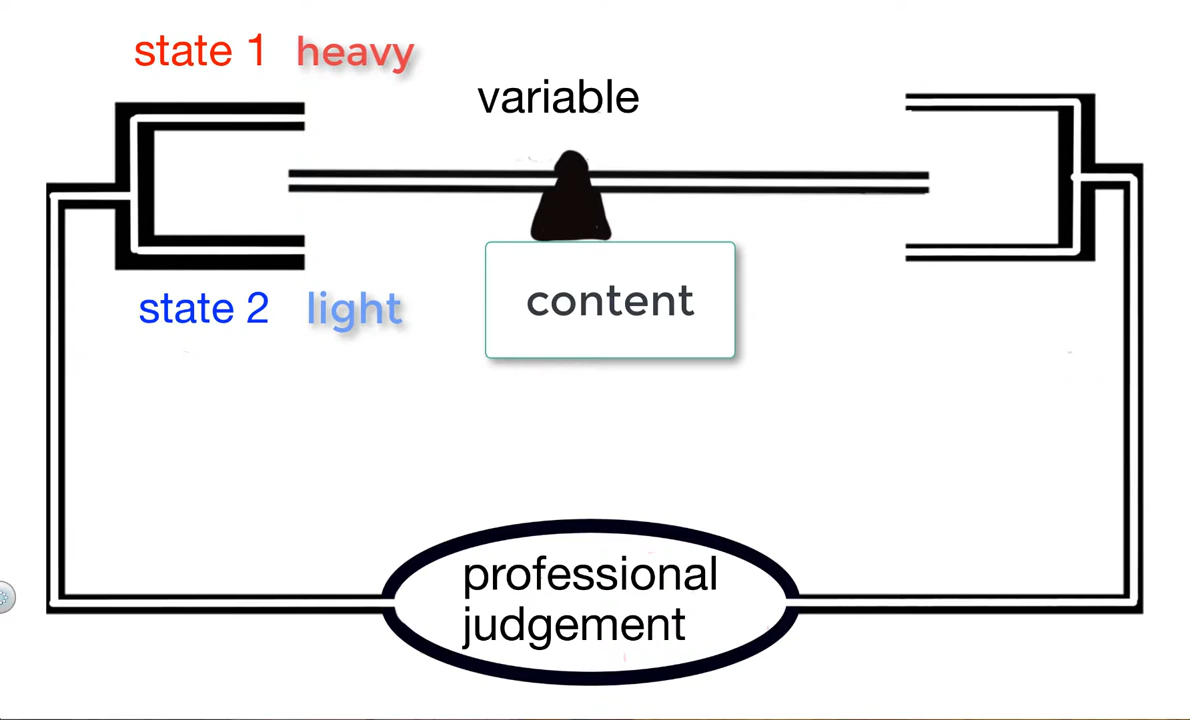 state 1 heavy
variable
state 2 light
content
professional
judgement